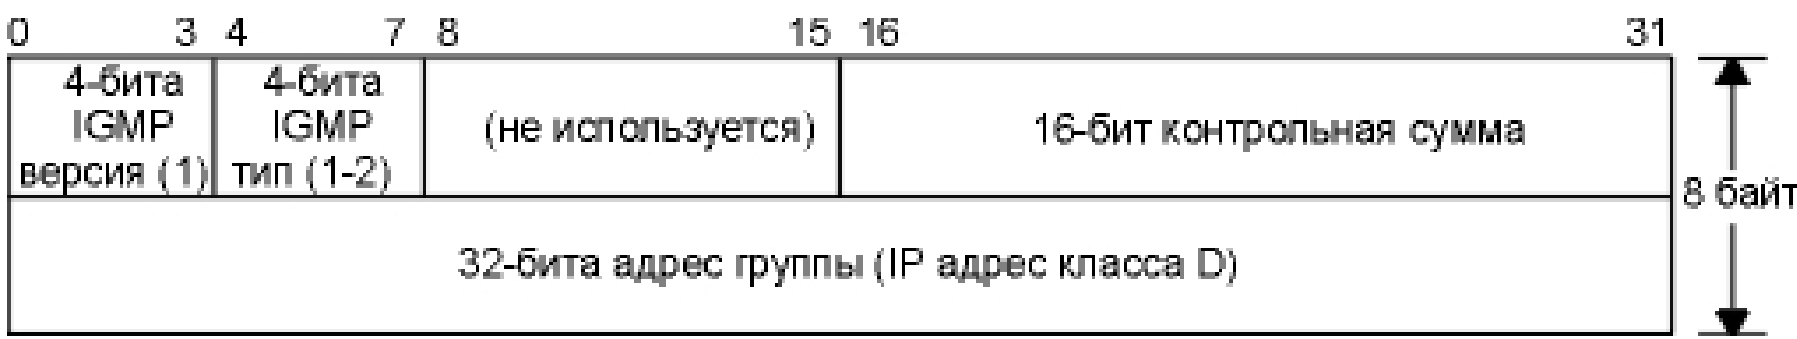 0 3 4 7 8 15 16 31
4-бита
IGMP
версия (1)
4-бита
IGMP
тип (1-2)
(не используется)
16-бит контрольная сумма
8 байт
32-бита адрес группы (IP адрес класса D)